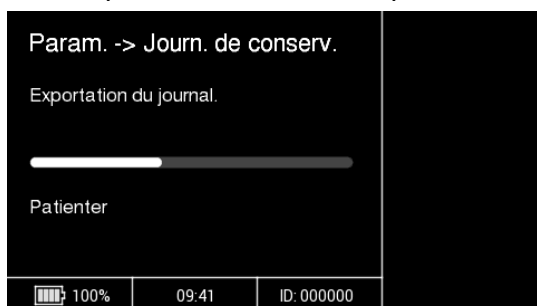 Param. -> Journ. de conserv.
Exportation du journal.
Patienter
100% 09:41 ID: 000000